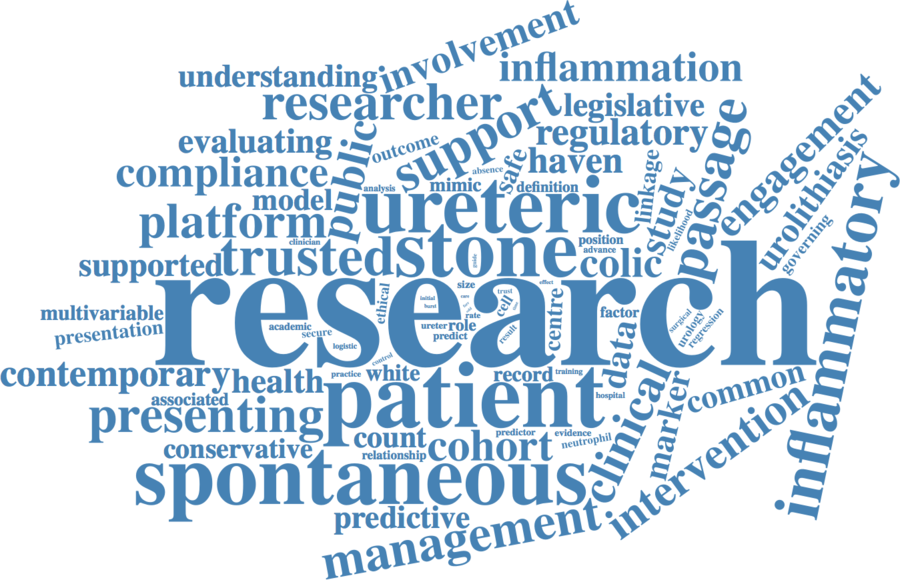 involvement
understanding
inflammation
researcher
support
legislative
regulatory
evaluating
public
outcome
safe
haven
compliance
absence
mimic
analysis
definition
linkage
study
passage
engagement
urolithiasis
inflammatory
model
ureteric
likelihood
governing
platform
clinician
trusted
stone
position
advance
guide
colic
supported
research
multivariable
presentation
ethical
size
effort
trust
cell
initial
rate
centre
factor
data
surgical
urology
regression
academic
secure
logistic
ureter
role
predict
result
control
contemporary
health
practice
white
record
training
hospital
patient
clinical
marker
common
associated
presenting
count
cohort
predictor
evidence
neutrophil
relationship
conservative
spontaneous
intervention
predictive
management